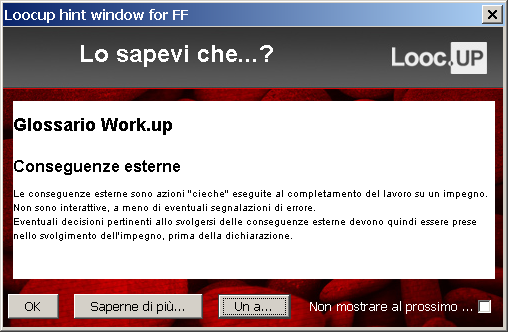 Loocup hint window for FF
Lo sapevi che...?
Looc.UP
Glossario Work.up
Conseguenze esterne
Le conseguenze esterne sono azioni "cieche" eseguite al completamento del lavoro su un impegno.
Non sono interattive, a meno di eventuali segnalazioni di errore.
Eventuali decisioni pertinenti allo svolgersi delle conseguenze esterne devono quindi essere prese
nello svolgimento dell'impegno, prima della dichiarazione.
OK Saperne di più... Un a... Non mostrare al prossimo ...